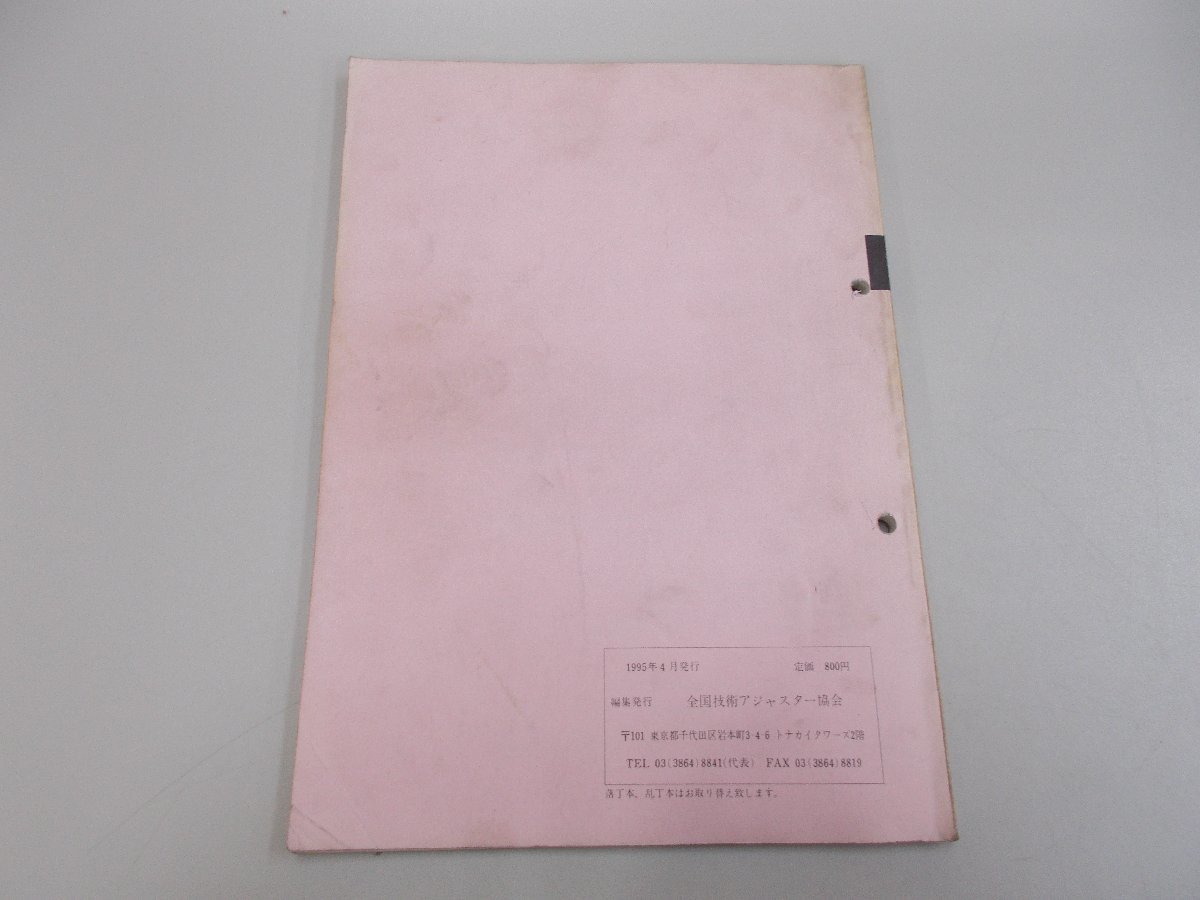 1995年4月発行 定価 800円
編集発行 全国技術アジャスター協会
〒101 東京都千代田区岩本町3-4-6 トナカイタワーズ2階
TEL 03(3864)8841(代表) FAX 03(3864)8819
落丁本、乱丁本はお取り替え致します。